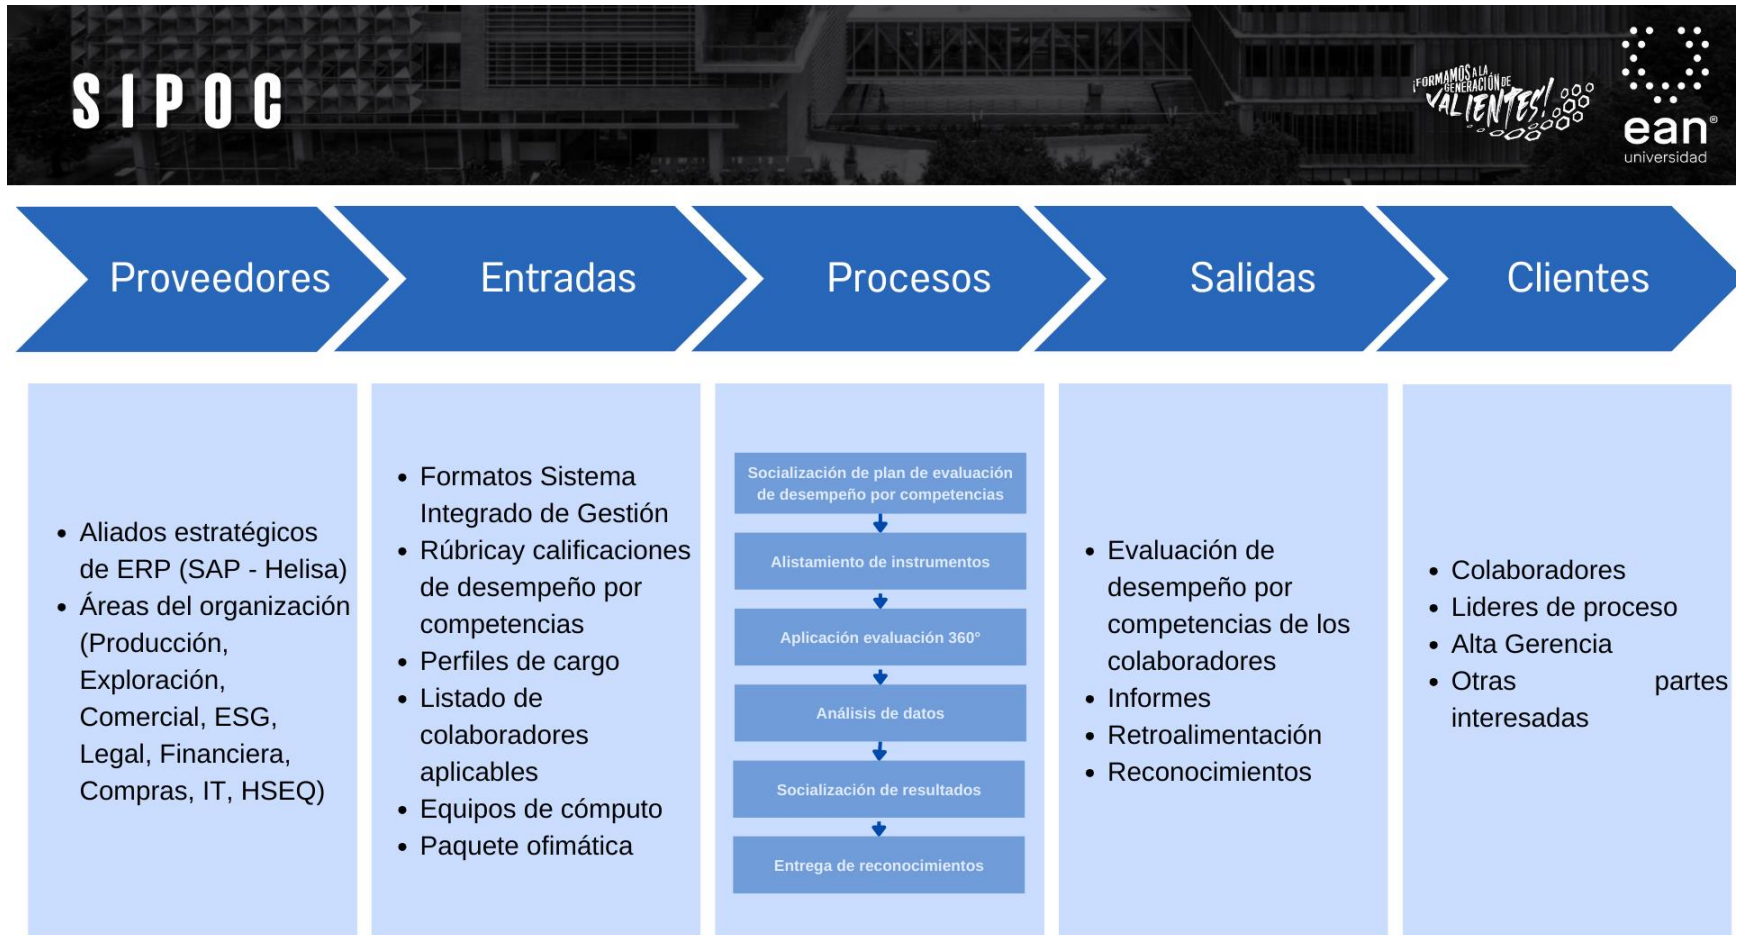 SIPOC
¡FORMAMOS A LA
GENERACIÓN DE
VALIENTES!
ean®
universidad
Proveedores
Entradas
Procesos
Salidas
Clientes
• Aliados estratégicos
de ERP (SAP - Helisa)
• Áreas del organización
(Producción,
Exploración,
Comercial, ESG,
Legal, Financiera,
Compras, IT, HSEQ)
• Formatos Sistema
Integrado de Gestión
• Rúbricay calificaciones
de desempeño por
competencias
• Perfiles de cargo
• Listado de
colaboradores
aplicables
• Equipos de cómputo
• Paquete ofimática
Socialización de plan de evaluación
de desempeño por competencias
Alistamiento de instrumentos
Aplicación evaluación 360°
Análisis de datos
Socialización de resultados
Entrega de reconocimientos
• Evaluación de
desempeño por
competencias de los
colaboradores
• Informes
• Retroalimentación
• Reconocimientos
• Colaboradores
• Lideres de proceso
• Alta Gerencia
• Otras partes
interesadas